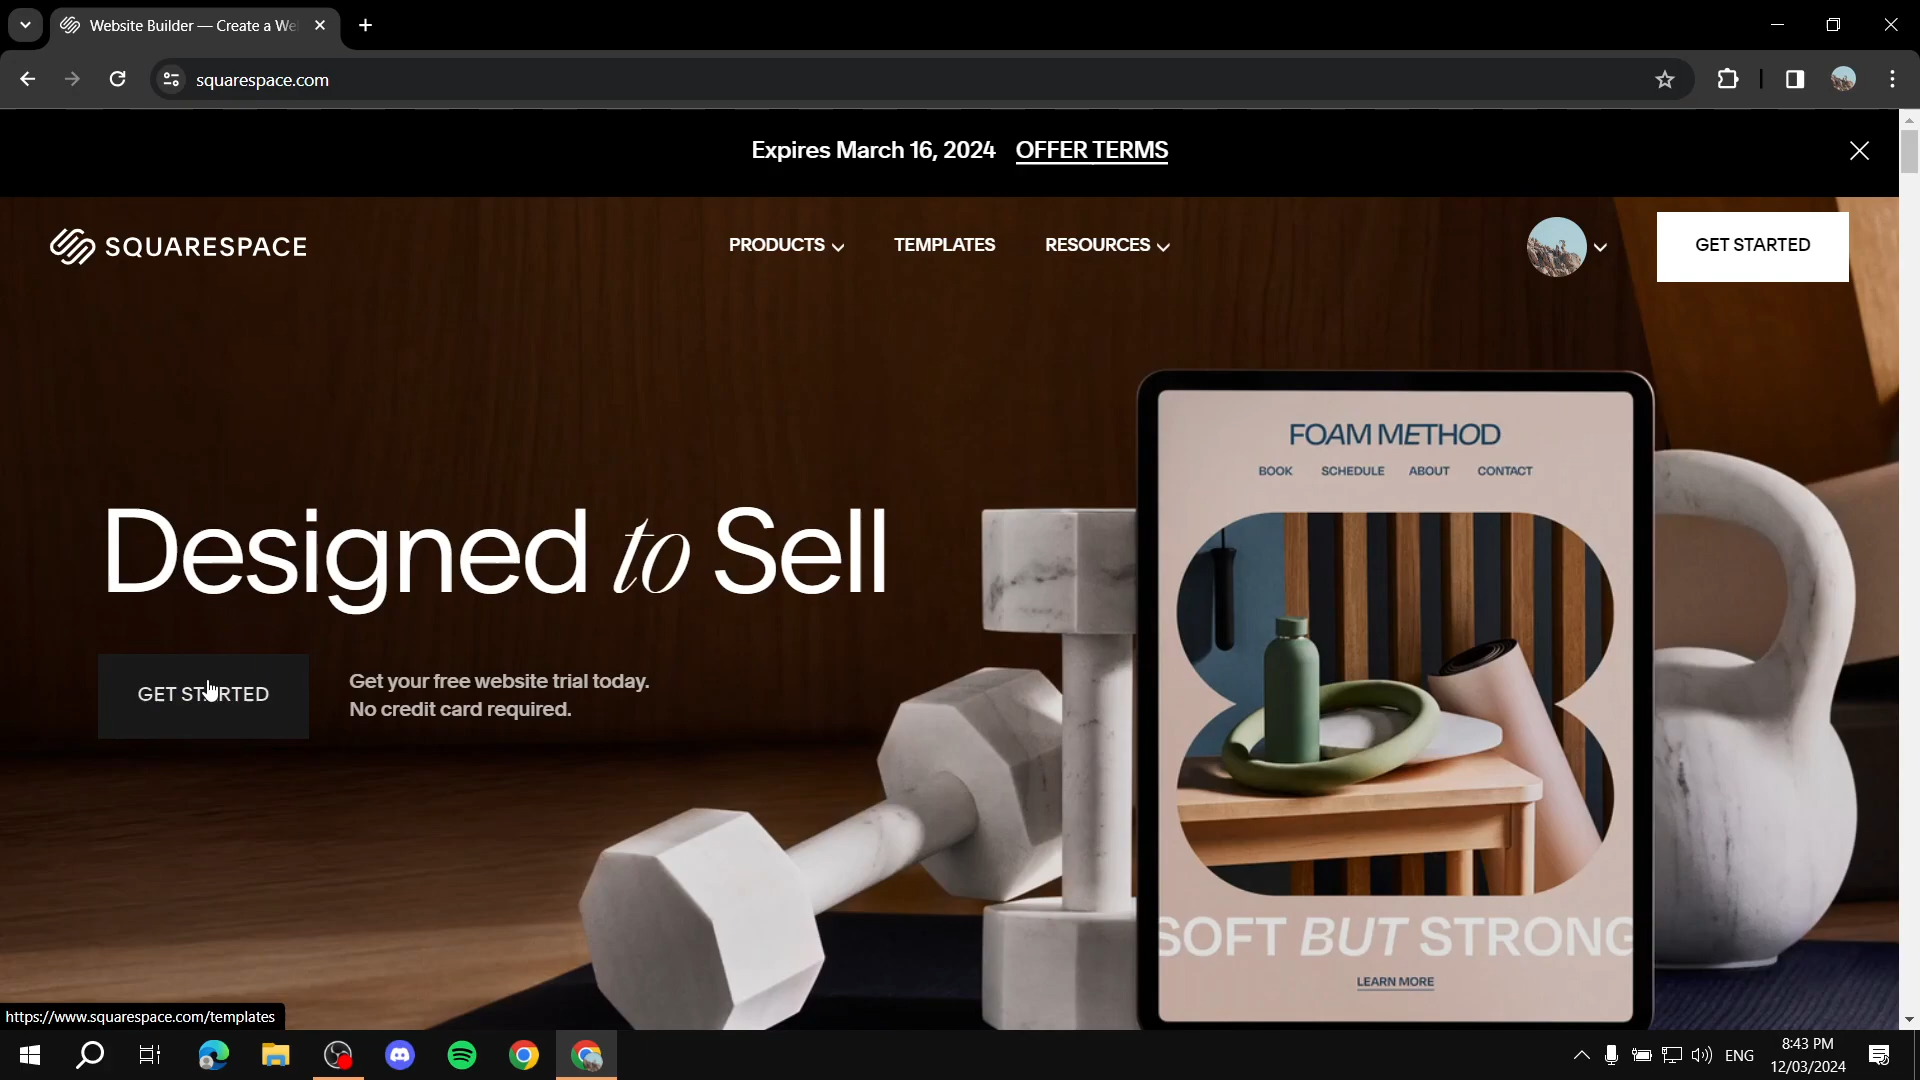 Website Builder — Create a We
squarespace.com
Expires March 16, 2024 OFFER TERMS
SQUARESPACE
PRODUCTS
TEMPLATES
RESOURCES
GET STARTED
FOAM METHOD
BOOK SCHEDULE ABOUT CONTACT
Designed to Sell
GET STARTED
Get your free website trial today.
No credit card required.
SOFT BUT STRONG
LEARN MORE
https://www.squarespace.com/templates
ENG
8:43 PM
12/03/2024